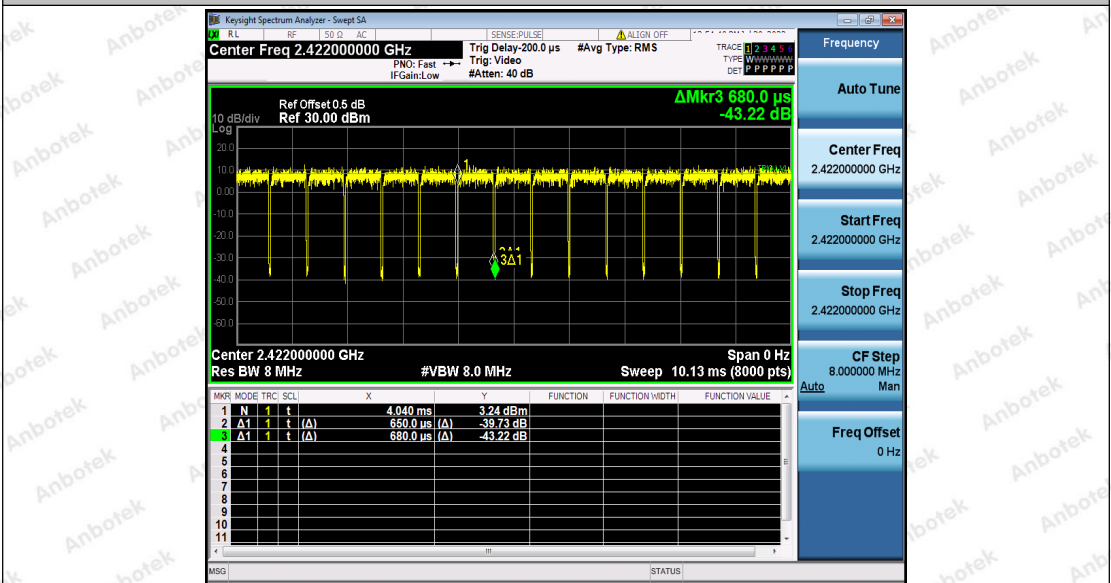 Keysight Spectrum Analyzer - Swept SA
RL RF 50 Ω AC SENSE:PULSE ALIGN OFF
Center Freq 2.422000000 GHz
PNO: Fast
IFGain:Low
Trig Delay-200.0 µs
Trig: Video
#Atten: 40 dB
#Avg Type: RMS
TRACE 1 2 3 4 5 6
TYPE WWWWWW
DET P P P P P P
ΔMkr3 680.0 µs
-43.22 dB
Ref Offset 0.5 dB
10 dB/div Ref 30.00 dBm
Log
20.0
10.0
0.00
-10.0
-20.0
-30.0
-40.0
-50.0
-60.0
1
3Δ1
Center 2.422000000 GHz Span 0 Hz
Res BW 8 MHz #VBW 8.0 MHz Sweep 10.13 ms (8000 pts)
MKR MODE TRC SCL X Y FUNCTION FUNCTION WIDTH FUNCTION VALUE
1 N 1 t 4.040 ms 3.24 dBm
2 Δ1 1 t (Δ) 650.0 µs (Δ) -39.73 dB
3 Δ1 1 t (Δ) 680.0 µs (Δ) -43.22 dB
4
5
6
7
8
9
10
11
MSG STATUS
Frequency
Auto Tune
Center Freq
2.422000000 GHz
Start Freq
2.422000000 GHz
Stop Freq
2.422000000 GHz
CF Step
8.000000 MHz
Auto Man
Freq Offset
0 Hz
Anbotek